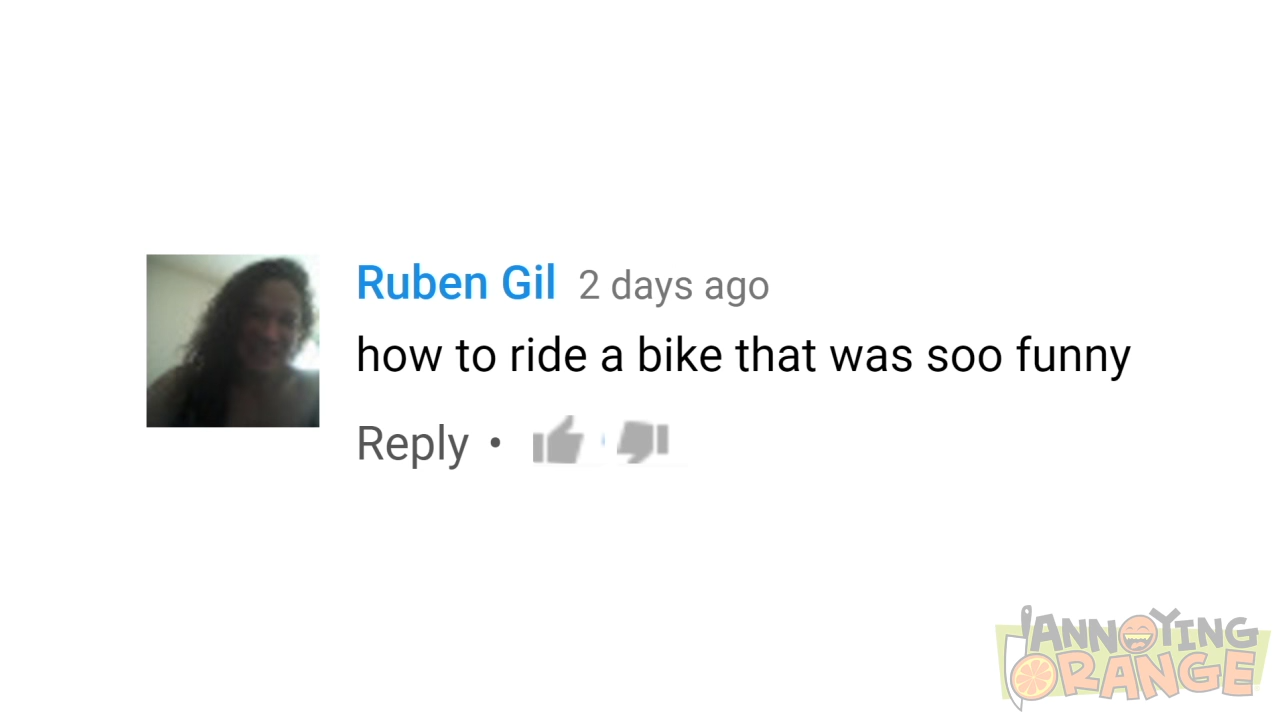 Ruben Gil 2 days ago
how to ride a bike that was soo funny
Reply •
ANNOYING
ORANGE